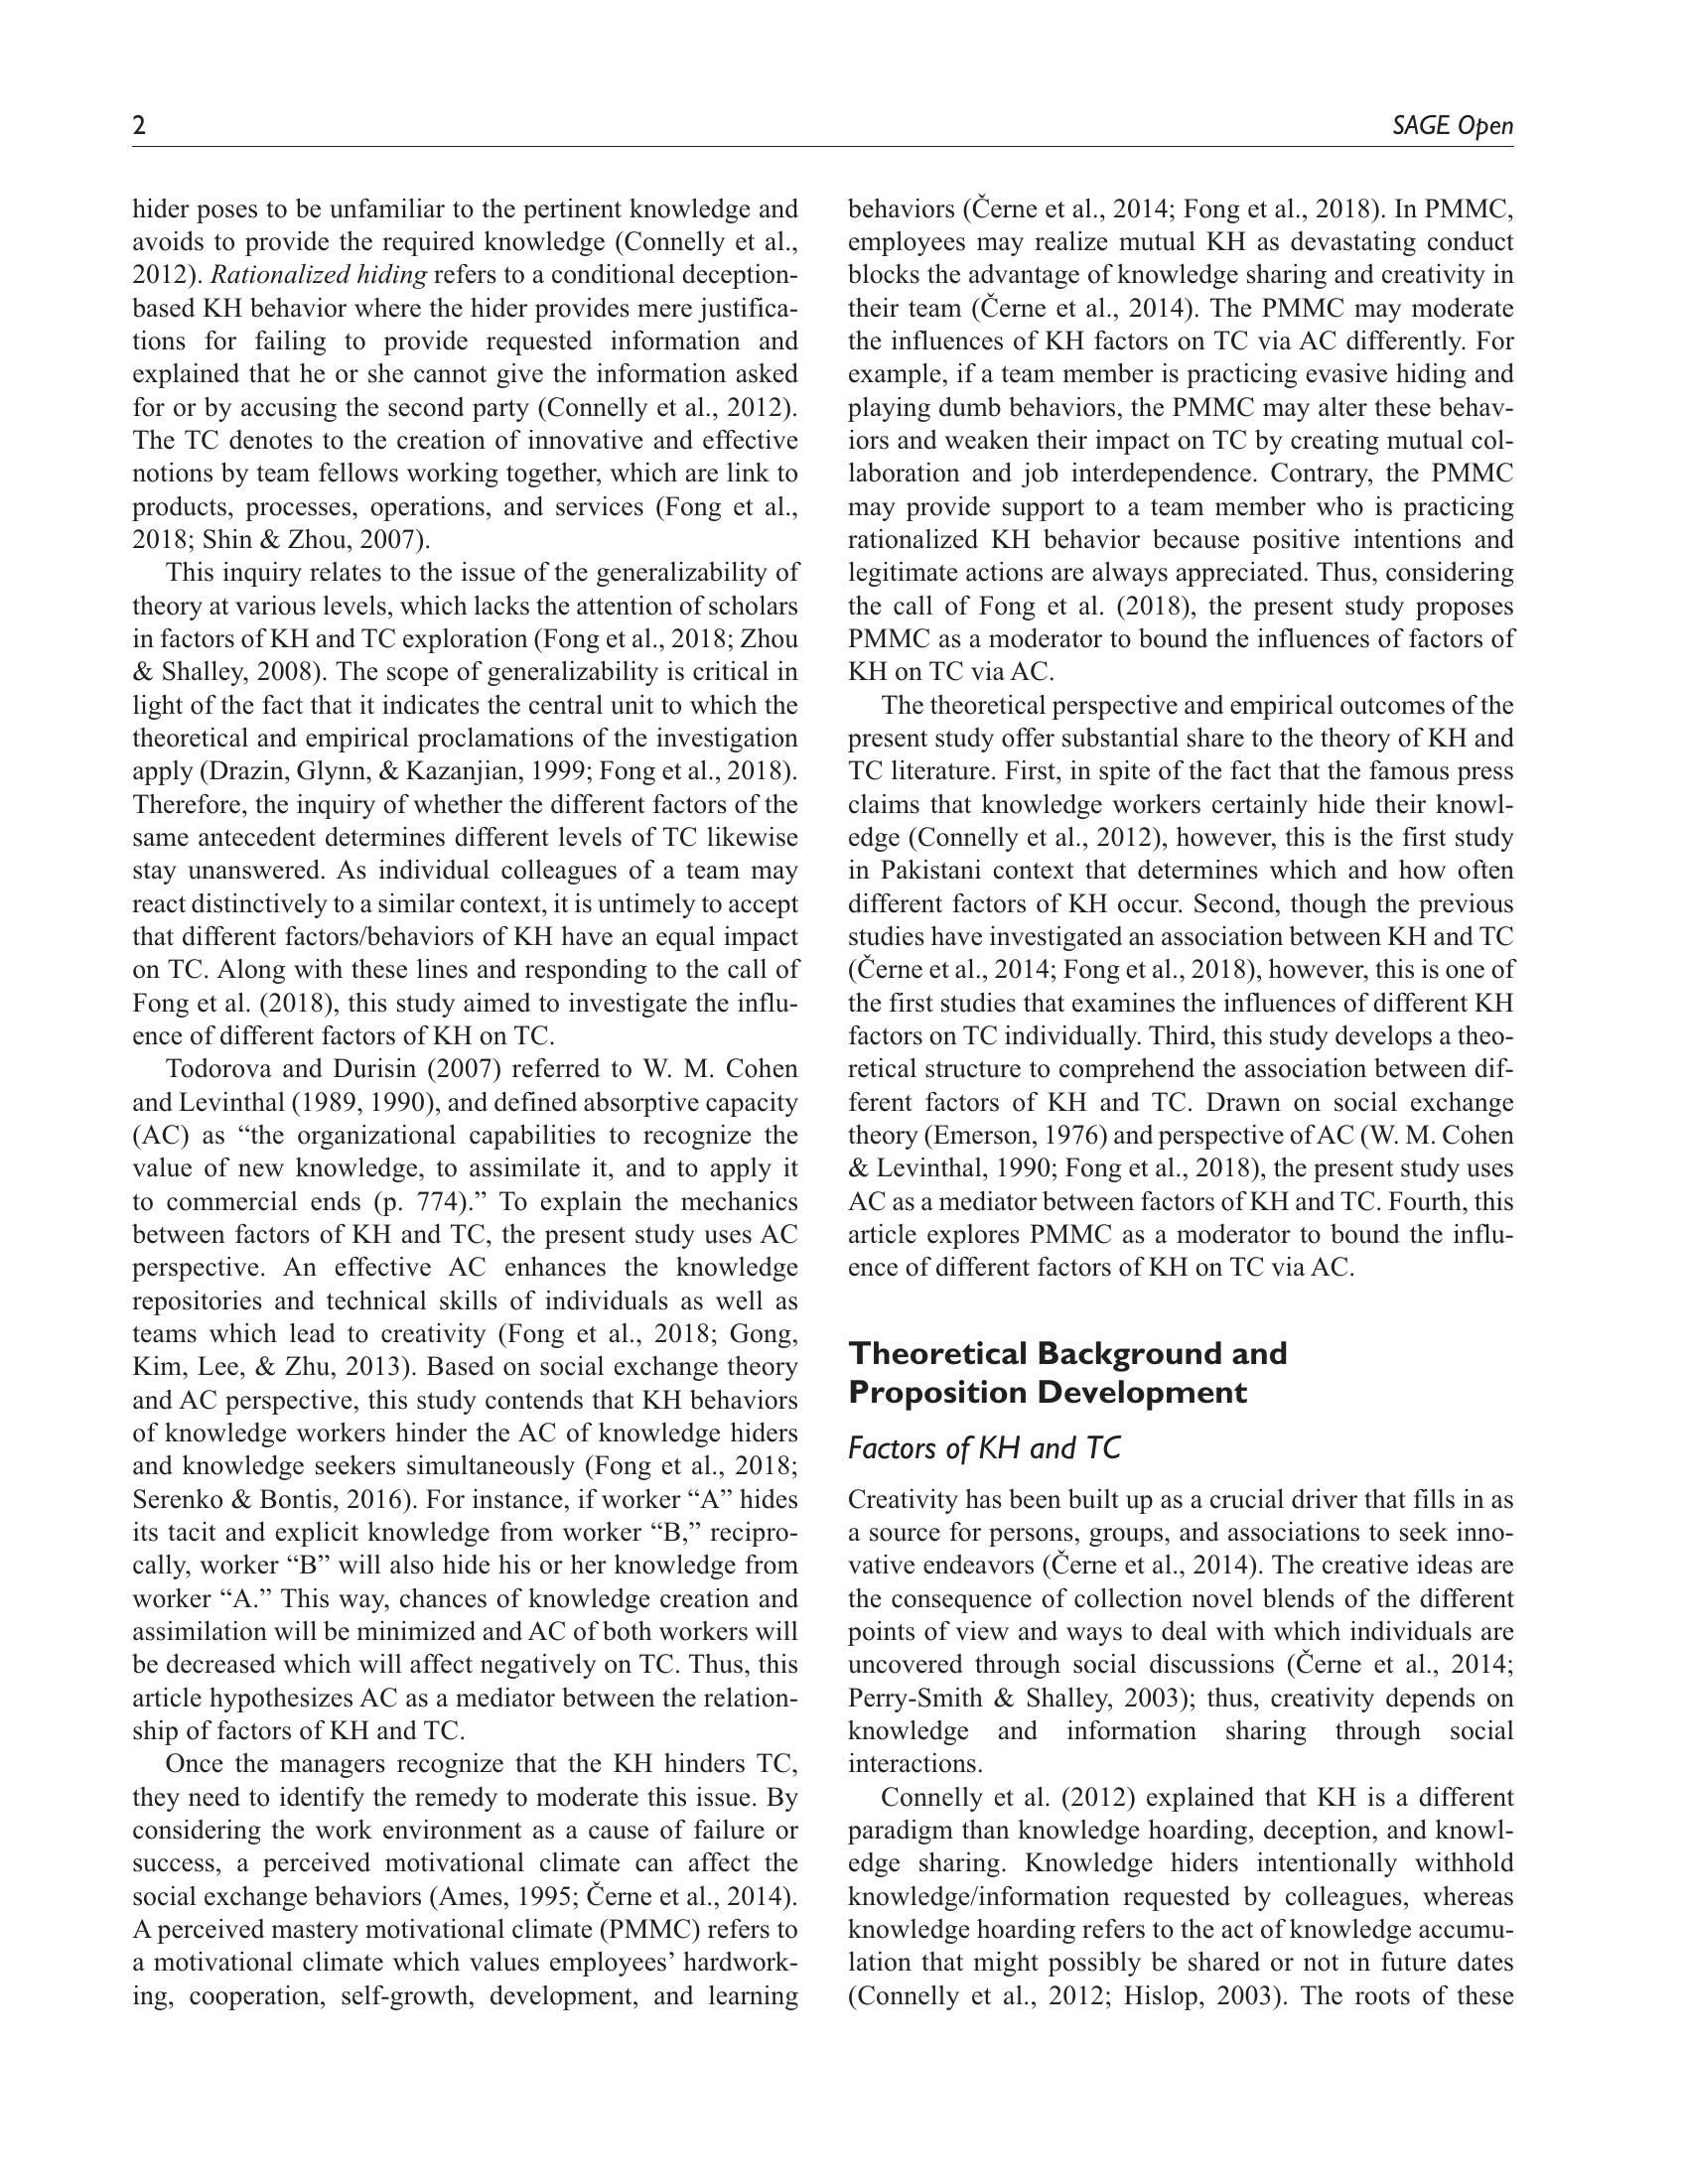 2
SAGE Open
hider poses to be unfamiliar to the pertinent knowledge and
avoids to provide the required knowledge (Connelly et al.,
2012). Rationalized hiding refers to a conditional deception-
based KH behavior where the hider provides mere justifica-
tions for failing to provide requested information and
explained that he or she cannot give the information asked
for or by accusing the second party (Connelly et al., 2012).
The TC denotes to the creation of innovative and effective
notions by team fellows working together, which are link to
products, processes, operations, and services (Fong et al.,
2018; Shin & Zhou, 2007).
This inquiry relates to the issue of the generalizability of
theory at various levels, which lacks the attention of scholars
in factors of KH and TC exploration (Fong et al., 2018; Zhou
& Shalley, 2008). The scope of generalizability is critical in
light of the fact that it indicates the central unit to which the
theoretical and empirical proclamations of the investigation
apply (Drazin, Glynn, & Kazanjian, 1999; Fong et al., 2018).
Therefore, the inquiry of whether the different factors of the
same antecedent determines different levels of TC likewise
stay unanswered. As individual colleagues of a team may
react distinctively to a similar context, it is untimely to accept
that different factors/behaviors of KH have an equal impact
on TC. Along with these lines and responding to the call of
Fong et al. (2018), this study aimed to investigate the influ-
ence of different factors of KH on TC.
Todorova and Durisin (2007) referred to W. M. Cohen
and Levinthal (1989, 1990), and defined absorptive capacity
(AC) as “the organizational capabilities to recognize the
value of new knowledge, to assimilate it, and to apply it
to commercial ends (p. 774).” To explain the mechanics
between factors of KH and TC, the present study uses AC
perspective. An effective AC enhances the knowledge
repositories and technical skills of individuals as well as
teams which lead to creativity (Fong et al., 2018; Gong,
Kim, Lee, & Zhu, 2013). Based on social exchange theory
and AC perspective, this study contends that KH behaviors
of knowledge workers hinder the AC of knowledge hiders
and knowledge seekers simultaneously (Fong et al., 2018;
Serenko & Bontis, 2016). For instance, if worker “A” hides
its tacit and explicit knowledge from worker “B,” recipro-
cally, worker “B” will also hide his or her knowledge from
worker “A.” This way, chances of knowledge creation and
assimilation will be minimized and AC of both workers will
be decreased which will affect negatively on TC. Thus, this
article hypothesizes AC as a mediator between the relation-
ship of factors of KH and TC.
Once the managers recognize that the KH hinders TC,
they need to identify the remedy to moderate this issue. By
considering the work environment as a cause of failure or
success, a perceived motivational climate can affect the
social exchange behaviors (Ames, 1995; Černe et al., 2014).
A perceived mastery motivational climate (PMMC) refers to
a motivational climate which values employees’ hardwork-
ing, cooperation, self-growth, development, and learning
behaviors (Černe et al., 2014; Fong et al., 2018). In PMMC,
employees may realize mutual KH as devastating conduct
blocks the advantage of knowledge sharing and creativity in
their team (Černe et al., 2014). The PMMC may moderate
the influences of KH factors on TC via AC differently. For
example, if a team member is practicing evasive hiding and
playing dumb behaviors, the PMMC may alter these behav-
iors and weaken their impact on TC by creating mutual col-
laboration and job interdependence. Contrary, the PMMC
may provide support to a team member who is practicing
rationalized KH behavior because positive intentions and
legitimate actions are always appreciated. Thus, considering
the call of Fong et al. (2018), the present study proposes
PMMC as a moderator to bound the influences of factors of
KH on TC via AC.
The theoretical perspective and empirical outcomes of the
present study offer substantial share to the theory of KH and
TC literature. First, in spite of the fact that the famous press
claims that knowledge workers certainly hide their knowl-
edge (Connelly et al., 2012), however, this is the first study
in Pakistani context that determines which and how often
different factors of KH occur. Second, though the previous
studies have investigated an association between KH and TC
(Černe et al., 2014; Fong et al., 2018), however, this is one of
the first studies that examines the influences of different KH
factors on TC individually. Third, this study develops a theo-
retical structure to comprehend the association between dif-
ferent factors of KH and TC. Drawn on social exchange
theory (Emerson, 1976) and perspective of AC (W. M. Cohen
& Levinthal, 1990; Fong et al., 2018), the present study uses
AC as a mediator between factors of KH and TC. Fourth, this
article explores PMMC as a moderator to bound the influ-
ence of different factors of KH on TC via AC.
Theoretical Background and
Proposition Development
Factors of KH and TC
Creativity has been built up as a crucial driver that fills in as
a source for persons, groups, and associations to seek inno-
vative endeavors (Černe et al., 2014). The creative ideas are
the consequence of collection novel blends of the different
points of view and ways to deal with which individuals are
uncovered through social discussions (Černe et al., 2014;
Perry-Smith & Shalley, 2003); thus, creativity depends on
knowledge and information sharing through social
interactions.
Connelly et al. (2012) explained that KH is a different
paradigm than knowledge hoarding, deception, and knowl-
edge sharing. Knowledge hiders intentionally withhold
knowledge/information requested by colleagues, whereas
knowledge hoarding refers to the act of knowledge accumu-
lation that might possibly be shared or not in future dates
(Connelly et al., 2012; Hislop, 2003). The roots of these